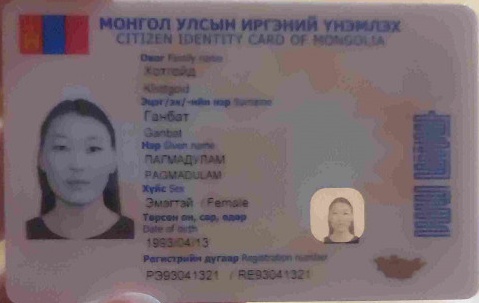 МОНГОЛ УЛСЫН ИРГЭНИЙ ҮНЭМЛЭХ
CITIZEN IDENTITY CARD OF MONGOLIA
Овог Family name
Хотгойд
Khotgoid
Эцэг/эх/-ийн нэр Surname
Ганбат
Ganbat
Нэр Given name
ПАГМАДУЛАМ
PAGMADULAM
Хүйс Sex
Эмэгтэй / Female
Төрсөн он, сар, өдөр
Date of birth
1993/04/13
Регистрийн дугаар Registration number
РЭ93041321 / RE93041321